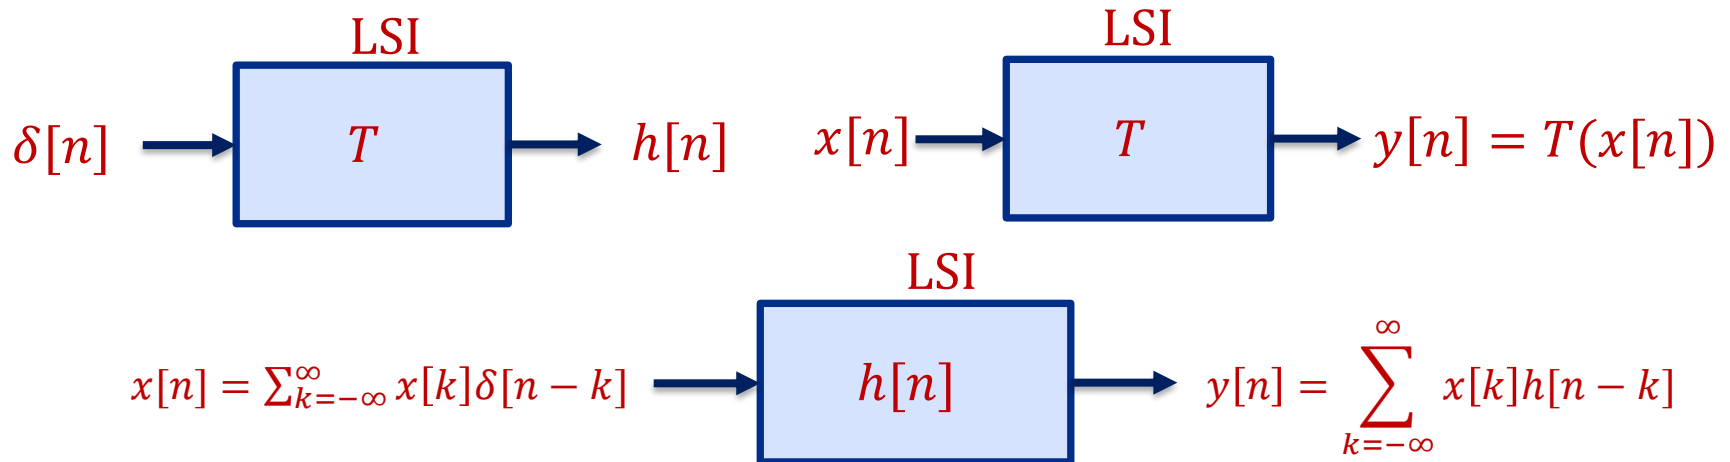 LSI
δ[n] T h[n]
LSI
x[n] T y[n] = T(x[n])
LSI
x[n] = ∑_{k=−∞}^{∞} x[k]δ[n − k] h[n] y[n] = ∑_{k=−∞}^{∞} x[k]h[n − k]